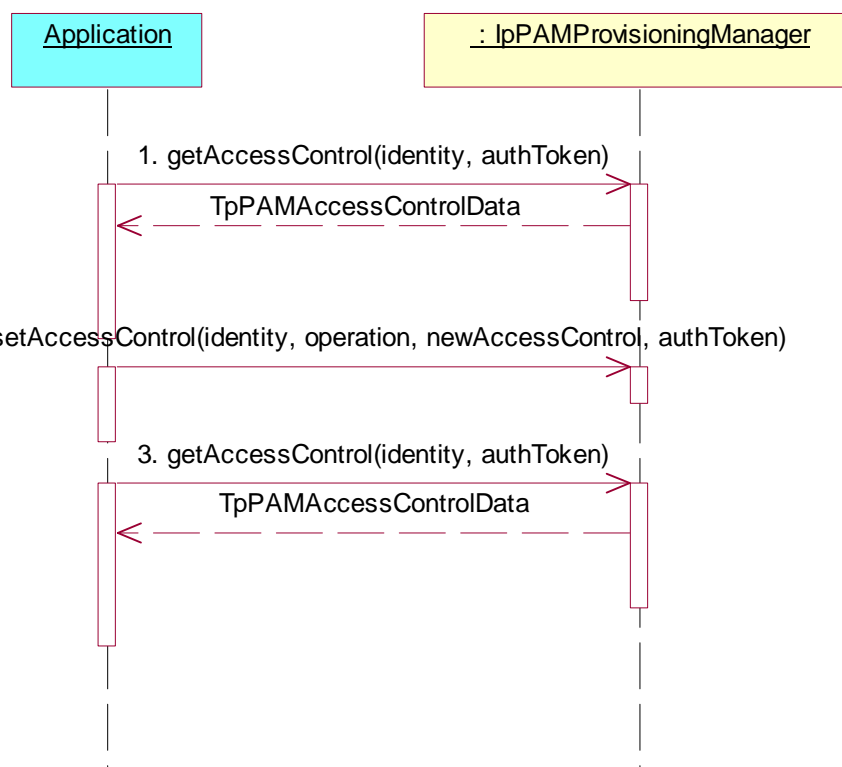 Application
: IpPAMProvisioningManager
1. getAccessControl(identity, authToken)
TpPAMAccessControlData
setAccessControl(identity, operation, newAccessControl, authToken)
3. getAccessControl(identity, authToken)
TpPAMAccessControlData